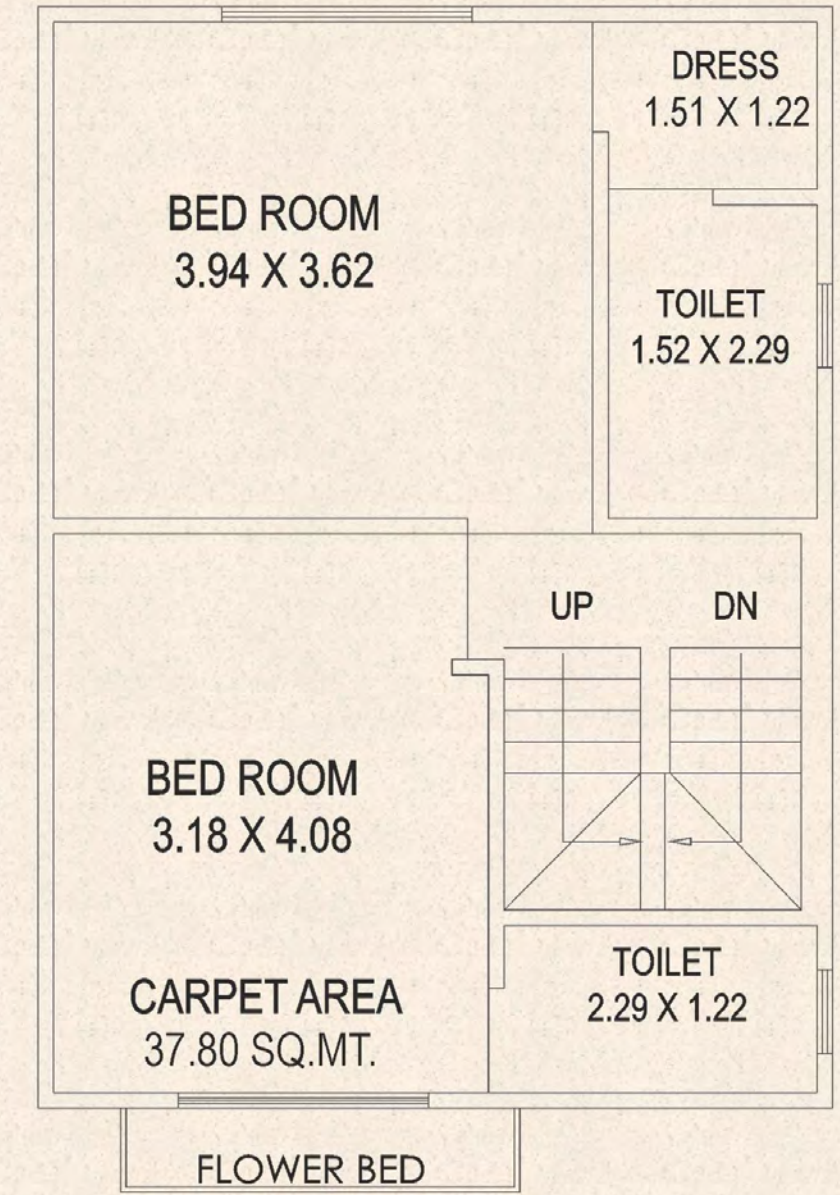 DRESS
1.51 X 1.22
BED ROOM
3.94 X 3.62
TOILET
1.52 X 2.29
UP DN
BED ROOM
3.18 X 4.08
CARPET AREA
37.80 SQ.MT.
TOILET
2.29 X 1.22
FLOWER BED